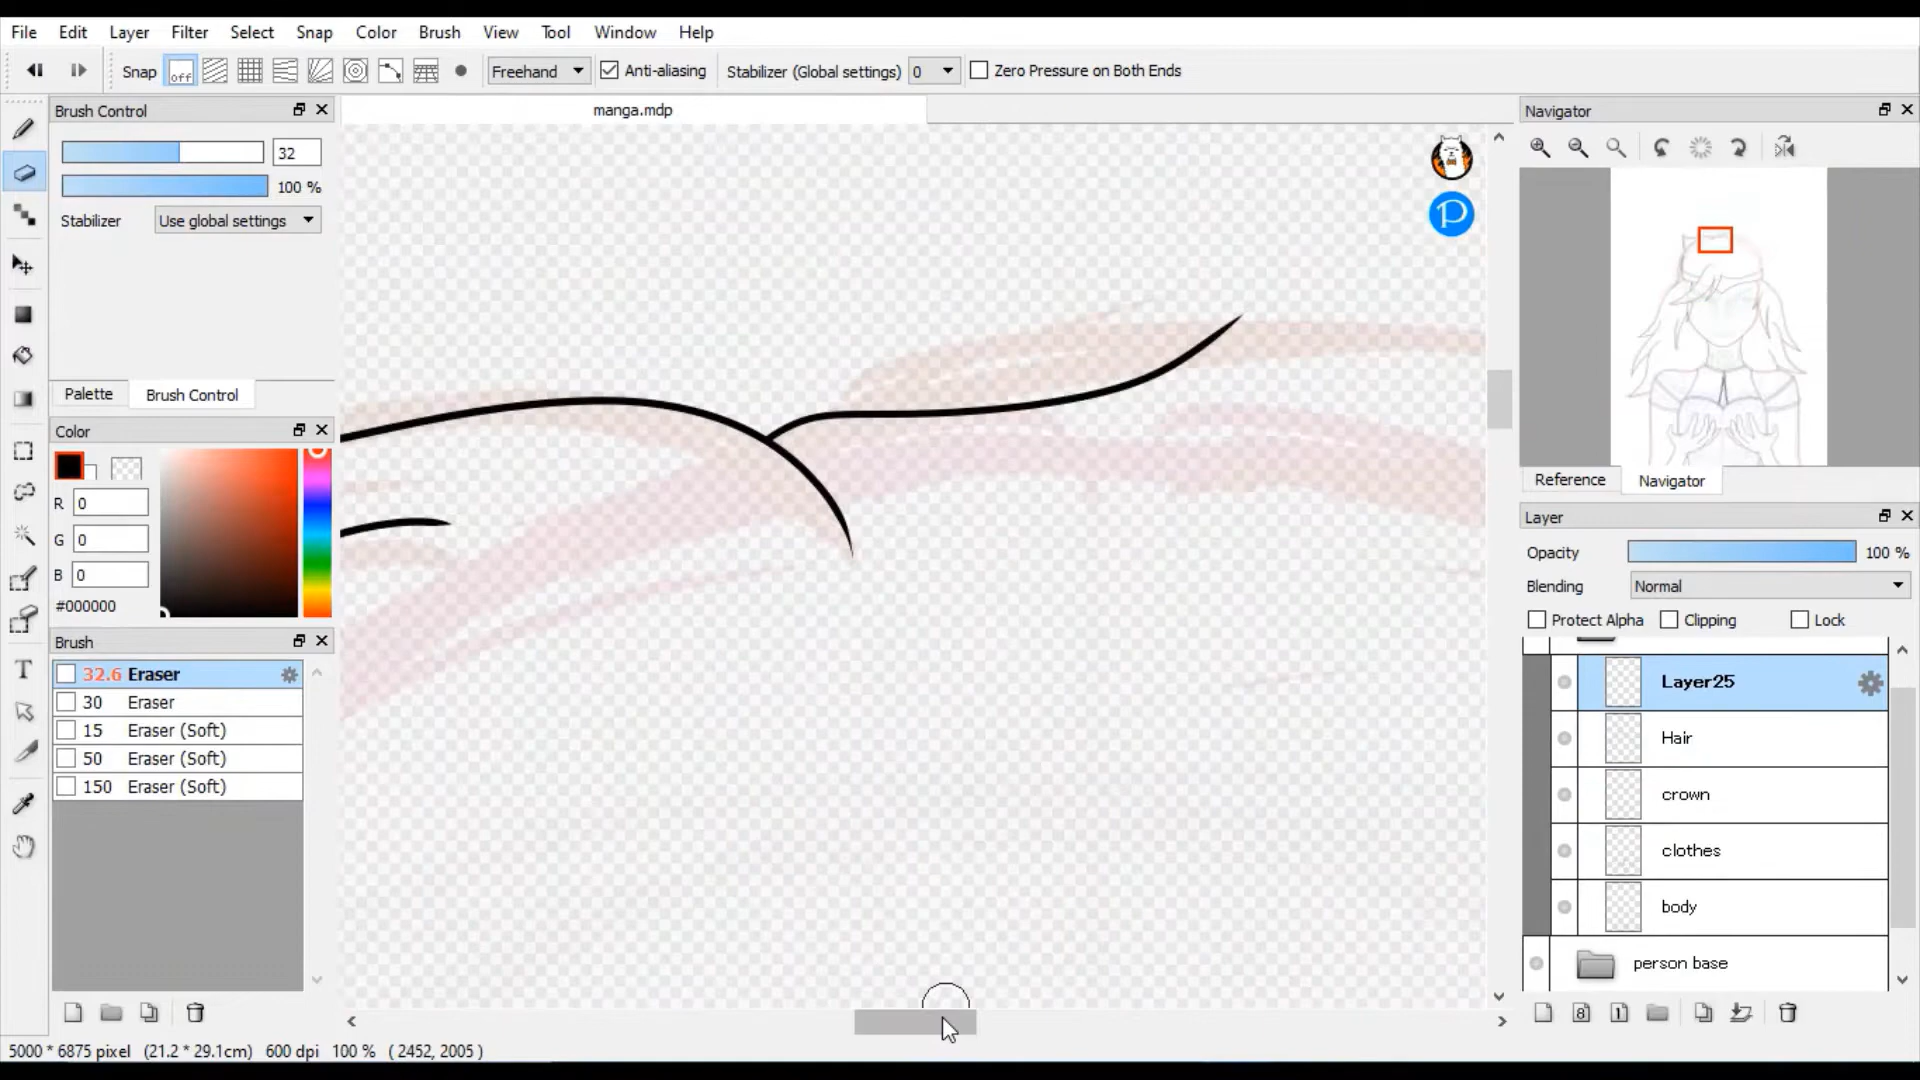 File Edit Layer Filter Select Snap Color Brush View Tool Window Help
Snap off Freehand Anti-aliasing Stabilizer (Global settings) 0 Zero Pressure on Both Ends
Brush Control
manga.mdp
Navigator
32
100 %
Stabilizer Use global settings
Palette Brush Control
Color
R 0
G 0
B 0
#000000
Reference Navigator
Layer
Opacity 100 %
Blending Normal
Protect Alpha Clipping Lock
Brush
32.6 Eraser
30 Eraser
15 Eraser (Soft)
50 Eraser (Soft)
150 Eraser (Soft)
Layer25
Hair
crown
clothes
body
person base
T
P
8
1
5000 * 6875 pixel (21.2 * 29.1cm) 600 dpi 100 % ( 2452, 2005 )